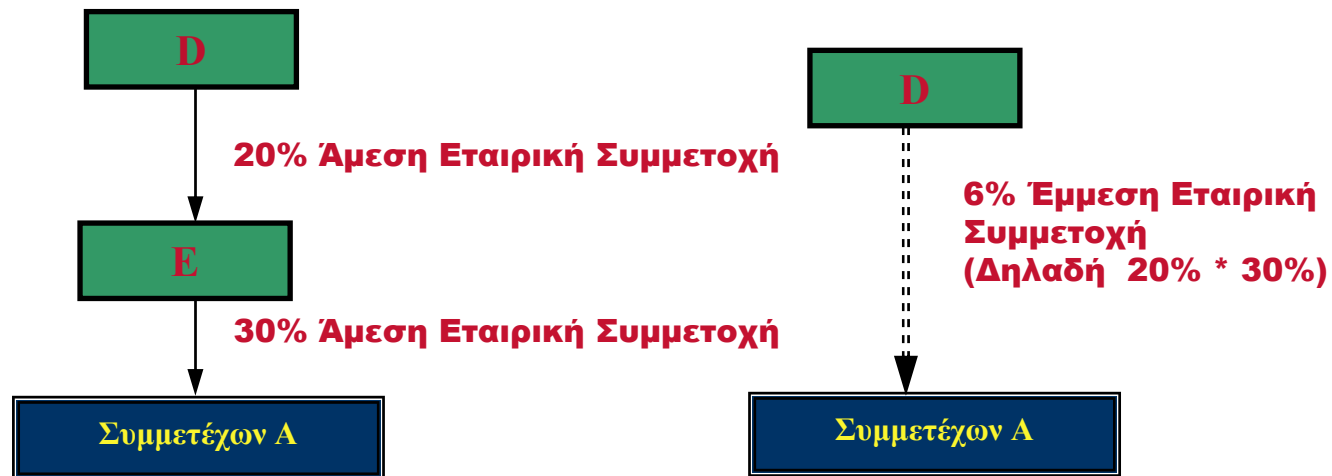 D
20% Άμεση Εταιρική Συμμετοχή
E
30% Άμεση Εταιρική Συμμετοχή
Συμμετέχων Α
D
6% Έμμεση Εταιρική
Συμμετοχή
(Δηλαδή 20% * 30%)
Συμμετέχων Α